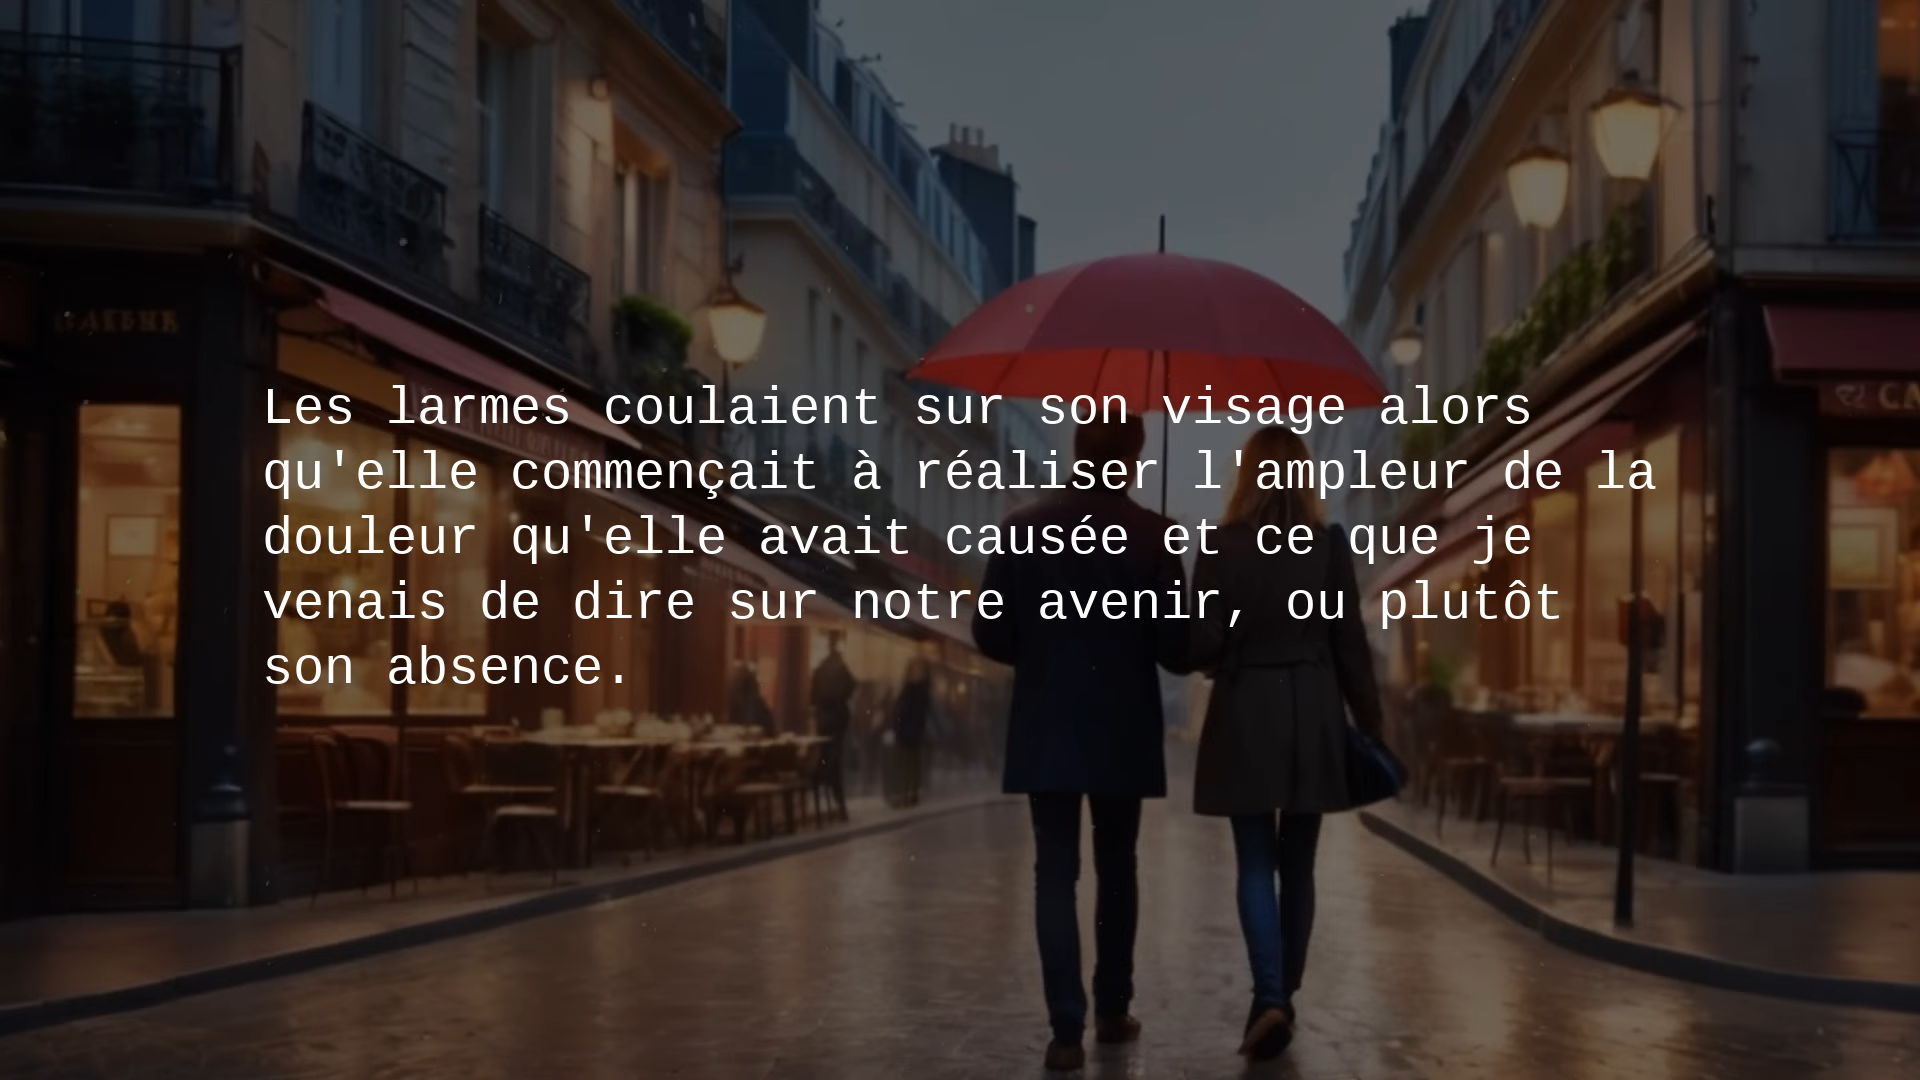 Les larmes coulaient sur son visage alors
qu'elle commençait à réaliser l'ampleur de la
douleur qu'elle avait causée et ce que je
venais de dire sur notre avenir, ou plutôt
son absence.